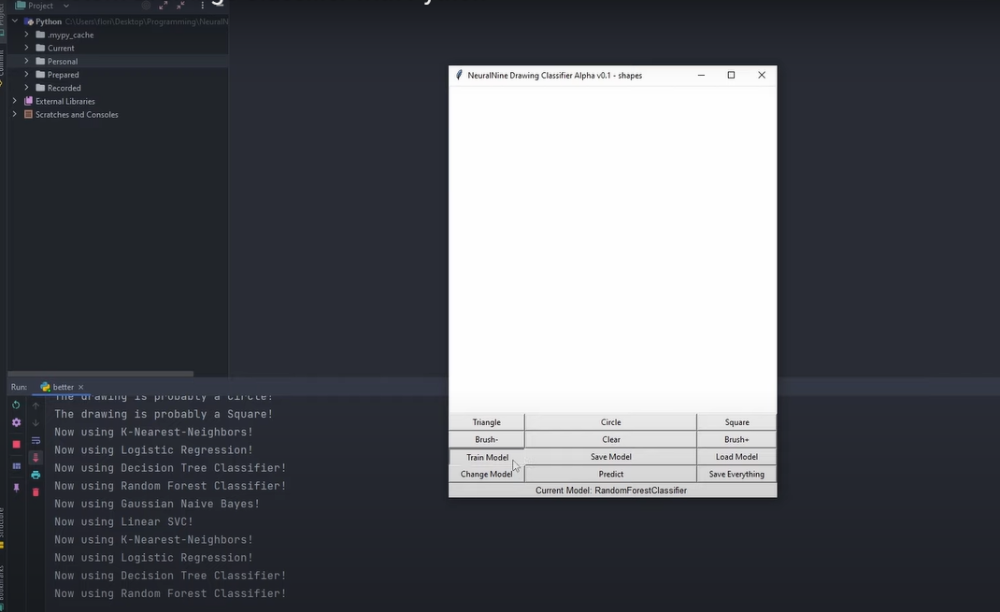 Project
Python C:\Users\fiori\Desktop\Programming\NeuralN
.mypy_cache
Current
Personal
Prepared
Recorded
External Libraries
Scratches and Consoles
NeuralNine Drawing Classifier Alpha v0.1 - shapes
Triangle Circle Square
Brush- Clear Brush+
Train Model Save Model Load Model
Change Model Predict Save Everything
Current Model: RandomForestClassifier
Run: better
The drawing is probably a Circle!
The drawing is probably a Square!
Now using K-Nearest-Neighbors!
Now using Logistic Regression!
Now using Decision Tree Classifier!
Now using Random Forest Classifier!
Now using Gaussian Naive Bayes!
Now using Linear SVC!
Now using K-Nearest-Neighbors!
Now using Logistic Regression!
Now using Decision Tree Classifier!
Now using Random Forest Classifier!